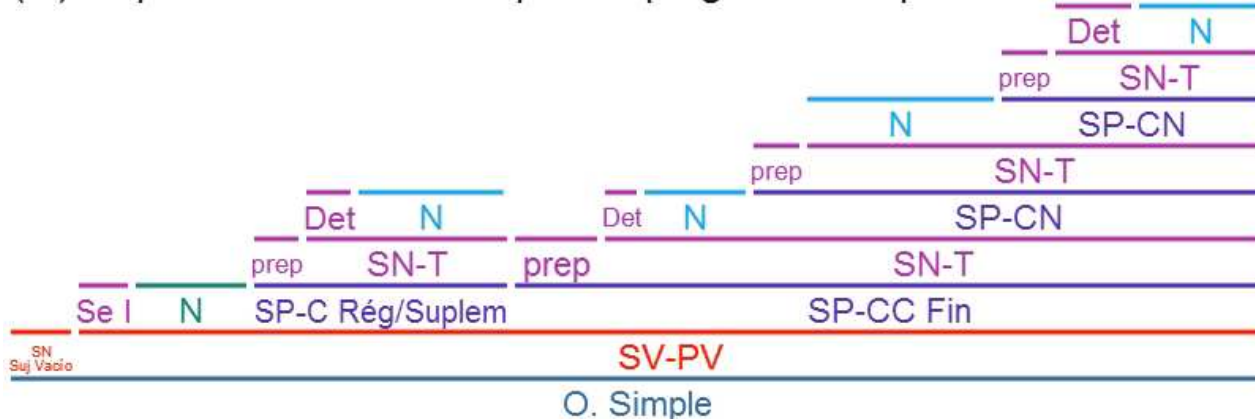 Det N
prep SN-T
N SP-CN
prep SN-T
Det N Det N SP-CN
prep SN-T prep SN-T
Se I N SP-C Rég/Suplem SP-CC Fin
SN
Suj Vacio SV-PV
O. Simple